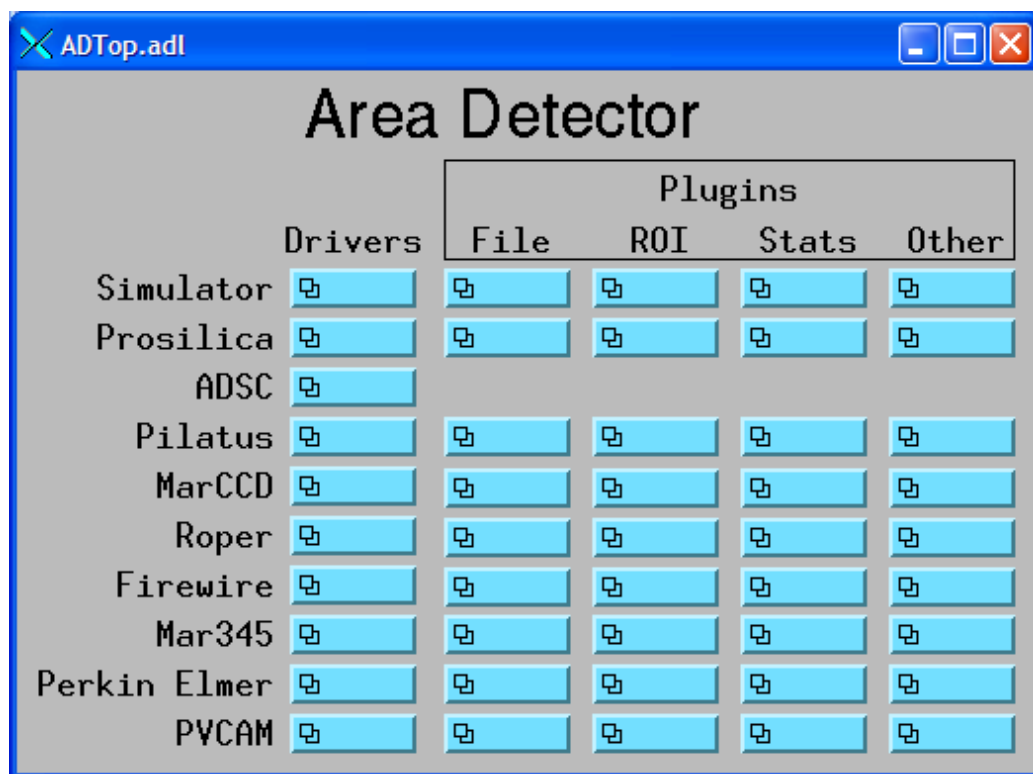 ADTop.adl
Area Detector
Plugins
Drivers File ROI Stats Other
Simulator
Prosilica
ADSC
Pilatus
MarCCD
Roper
Firewire
Mar345
Perkin Elmer
PVCAM